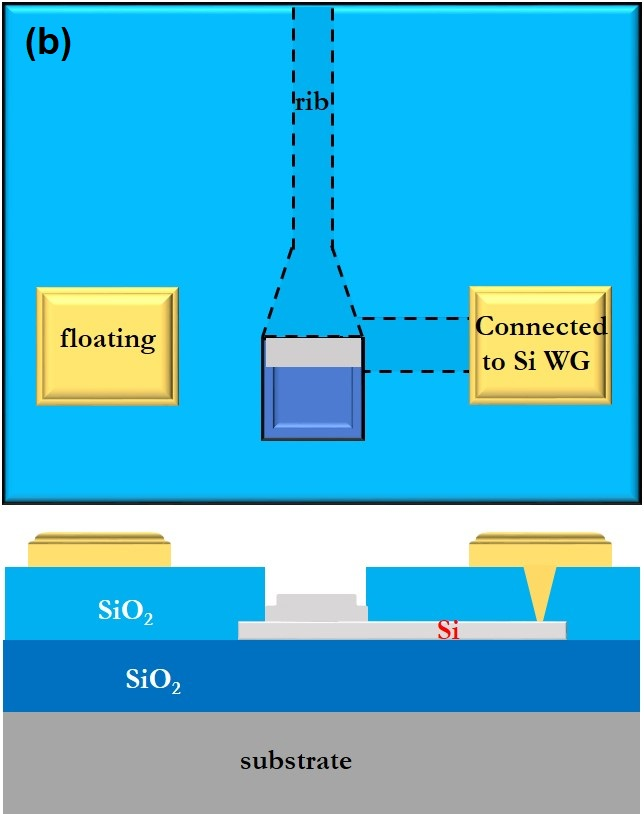 (b)
rib
floating
Connected
to Si WG
SiO₂
Si
SiO₂
substrate